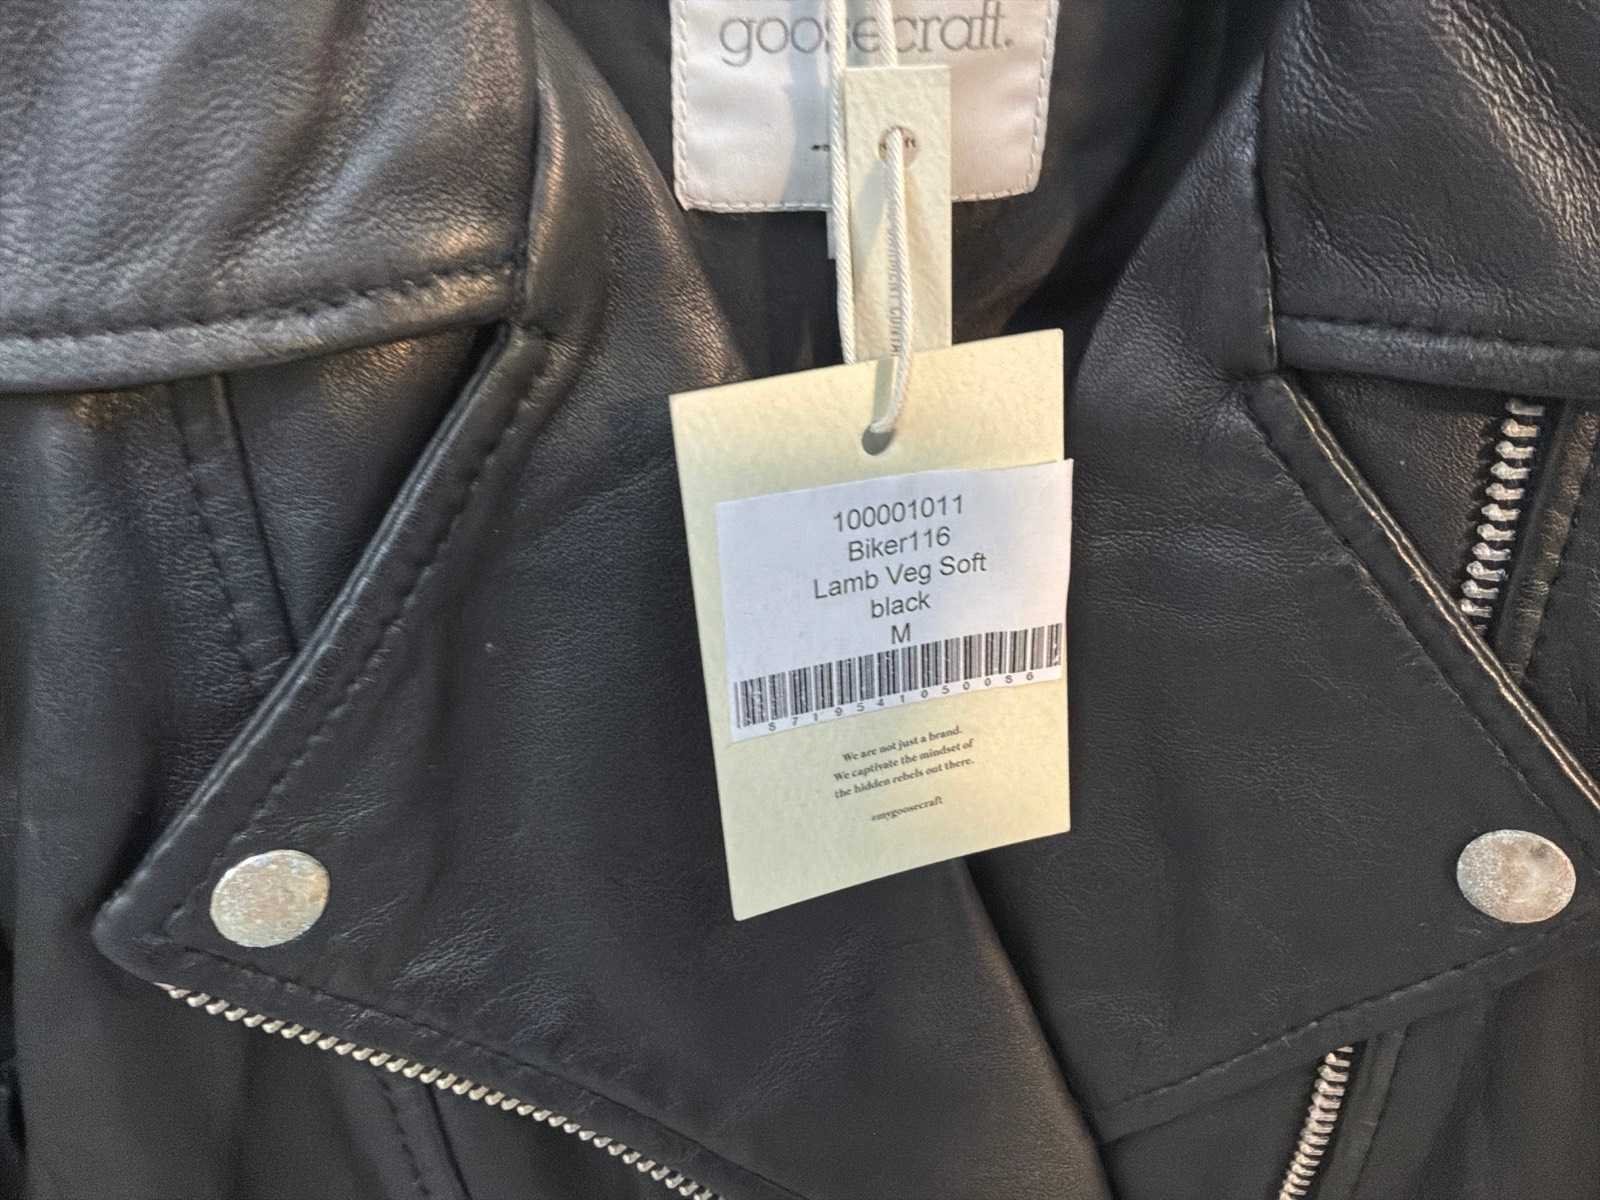 goosecraft.
100001011
Biker116
Lamb Veg Soft
black
M
5719541050056
We are not just a brand.
We captivate the mindset of
the hidden rebels out there.
#mygoosecraft